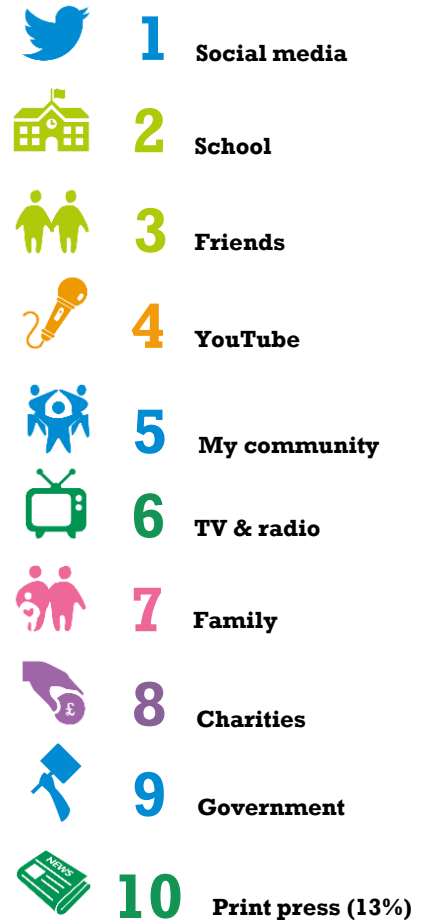 1 Social media
2 School
3 Friends
4 YouTube
5 My community
6 TV & radio
7 Family
£
8 Charities
9 Government
NEWS
10 Print press (13%)